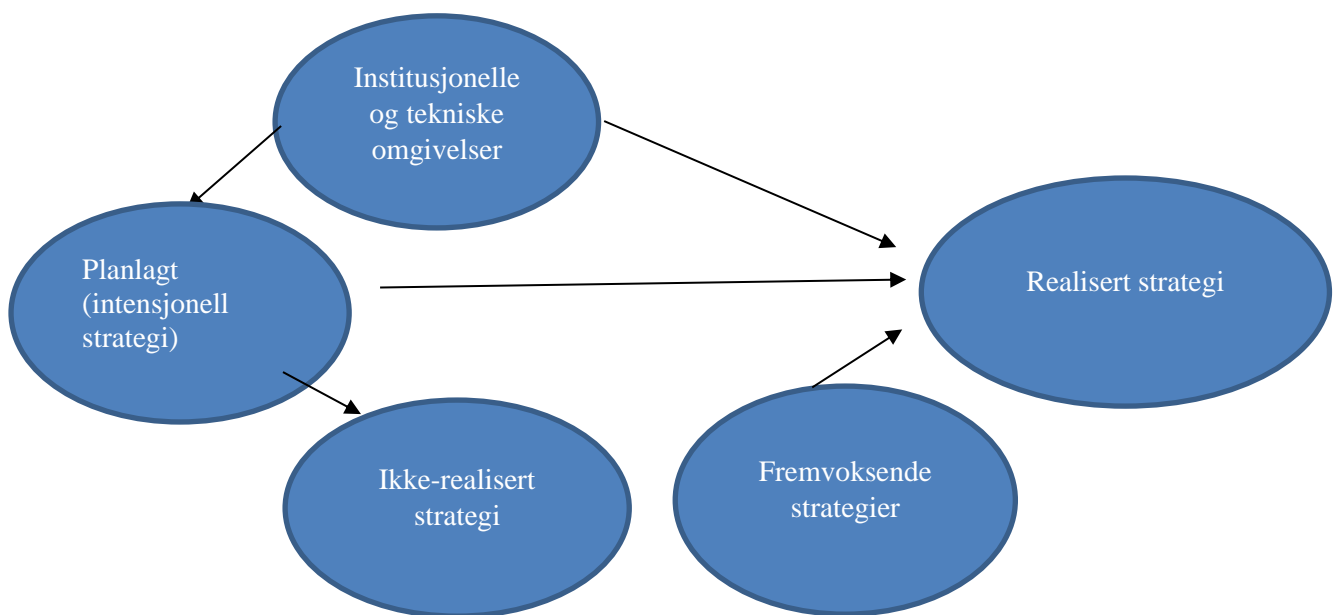 Institusjonelle
og tekniske
omgivelser
Planlagt
(intensjonell
strategi)
Realisert strategi
Ikke-realisert
strategi
Fremvoksende
strategier